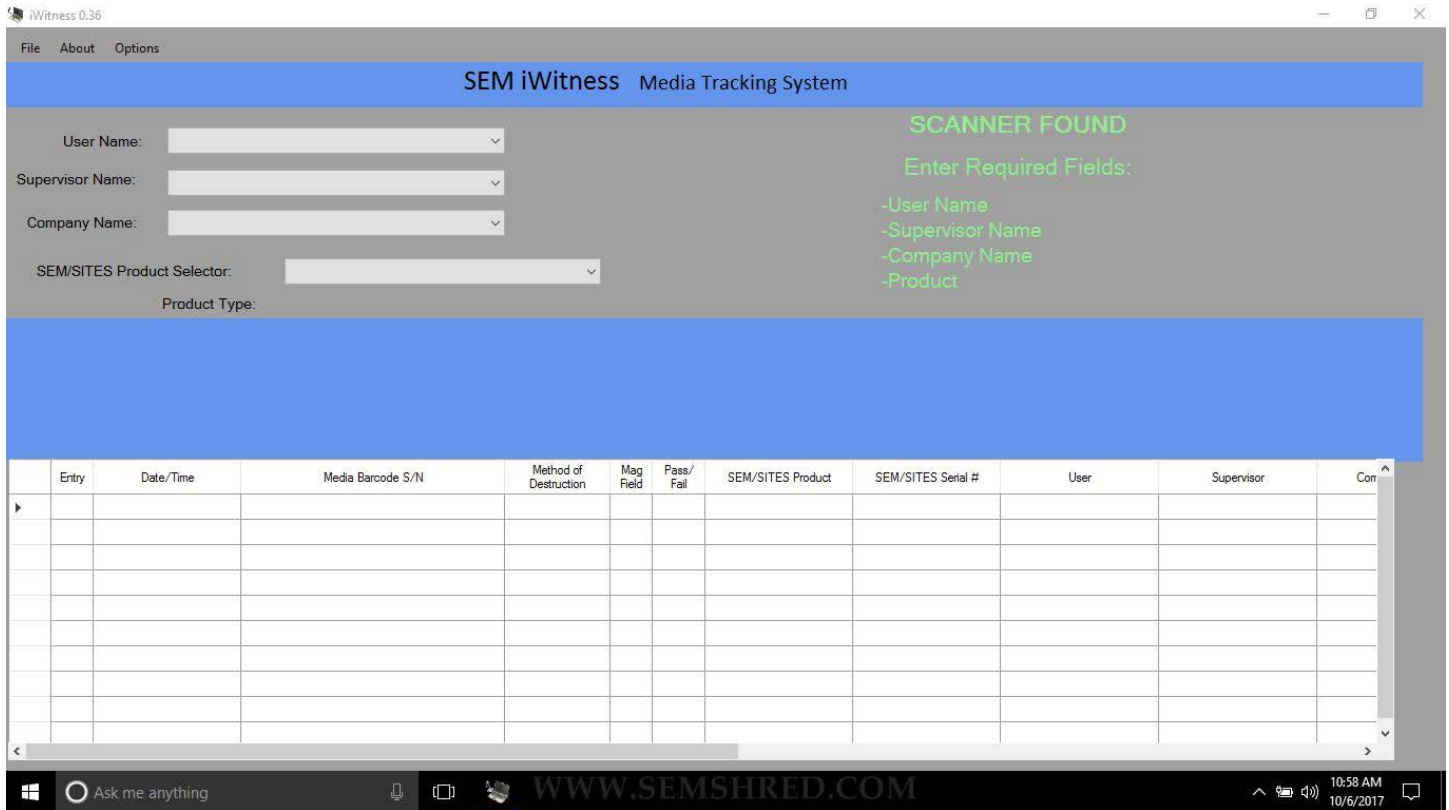 iWitness 0.36
File About Options
SEM iWitness Media Tracking System
User Name:
Supervisor Name:
Company Name:
SEM/SITES Product Selector:
Product Type:
SCANNER FOUND
Enter Required Fields:
-User Name
-Supervisor Name
-Company Name
-Product
Entry Date/Time Media Barcode S/N Method of Destruction Mag Field Pass/Fail SEM/SITES Product SEM/SITES Serial # User Supervisor Com
Ask me anything
WWW.SEMSHRED.COM
10:58 AM
10/6/2017